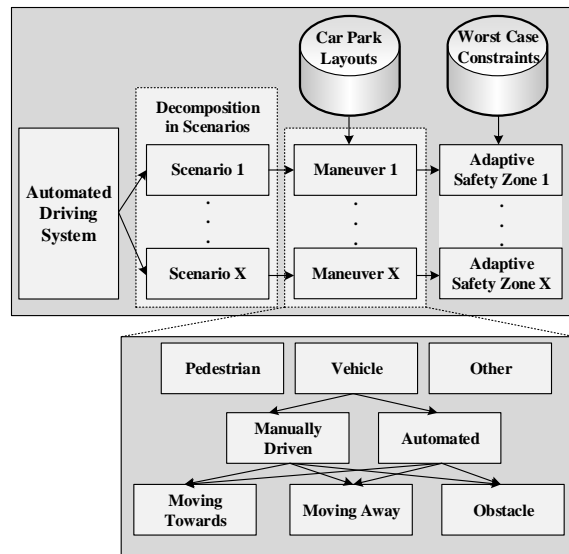 Car Park
Layouts
Worst Case
Constraints
Decomposition
in Scenarios
Automated
Driving
System
Scenario 1
Maneuver 1
Adaptive
Safety Zone 1
.
.
.
.
.
.
.
.
.
Scenario X
Maneuver X
Adaptive
Safety Zone X
Pedestrian
Vehicle
Other
Manually
Driven
Automated
Moving
Towards
Moving Away
Obstacle